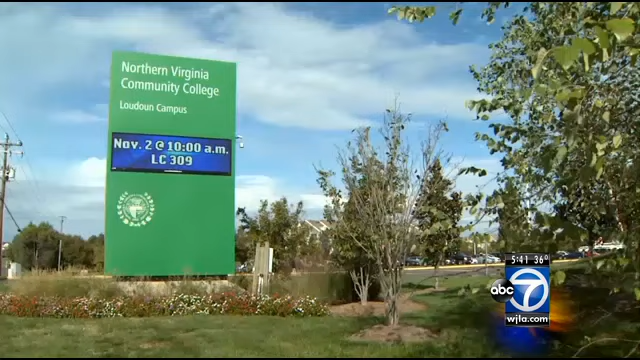 Northern Virginia
Community College
Loudoun Campus
Nov. 2 @ 10:00 a.m.
LC 309
5:41 36°
abc 7
wjla.com